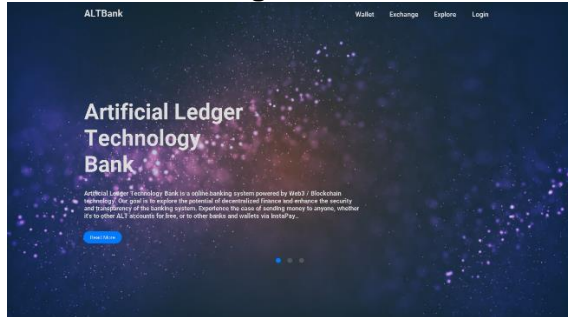 ALTBank
Wallet Exchange Explore Login
Artificial Ledger
Technology
Bank
Artificial Ledger Technology Bank is a online banking system powered by Web3 / Blockchain
technology. Our goal is to explore the potential of decentralized finance and enhance the security
and transparency of the banking system. Experience the ease of sending money to anyone, whether
it's to other ALT accounts for free, or to other banks and wallets via InstaPay..
Read More